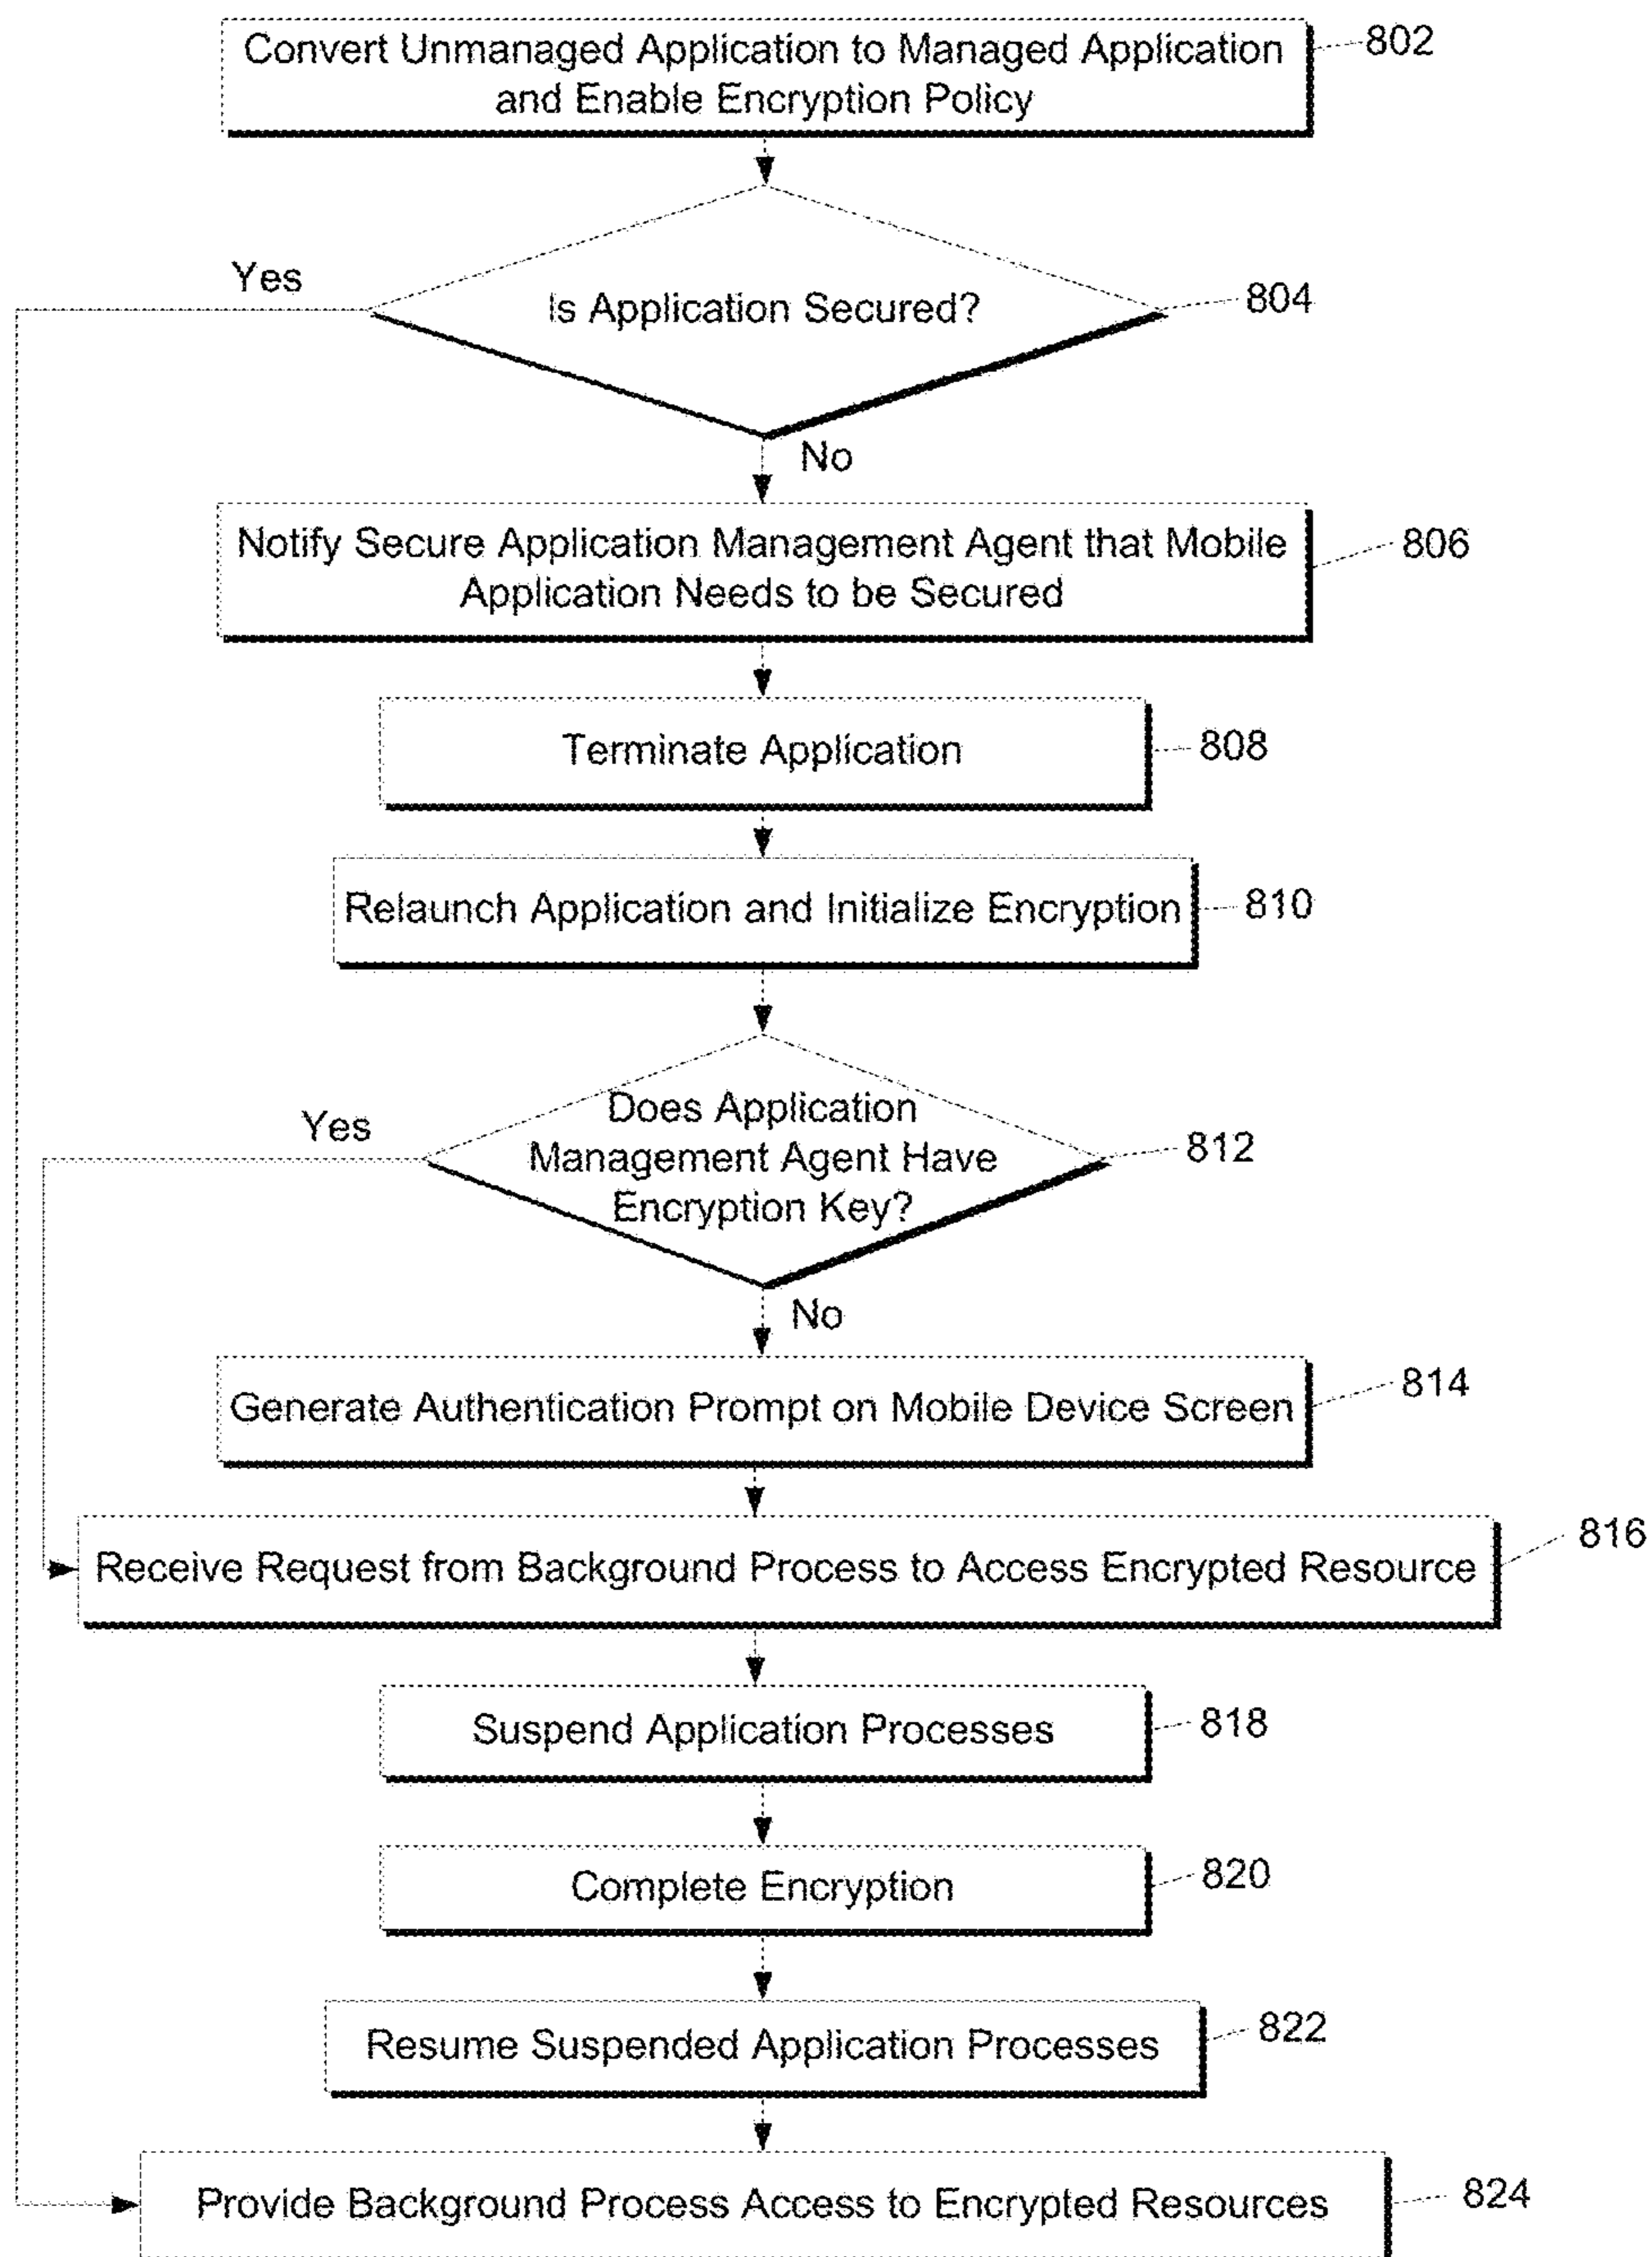 Convert Unmanaged Application to Managed Application
and Enable Encryption Policy
802
Yes
Is Application Secured?
804
No
Notify Secure Application Management Agent that Mobile
Application Needs to be Secured
806
Terminate Application
808
Relaunch Application and Initialize Encryption
810
Yes
Does Application
Management Agent Have
Encryption Key?
812
No
Generate Authentication Prompt on Mobile Device Screen
814
Receive Request from Background Process to Access Encrypted Resource
816
Suspend Application Processes
818
Complete Encryption
820
Resume Suspended Application Processes
822
Provide Background Process Access to Encrypted Resources
824